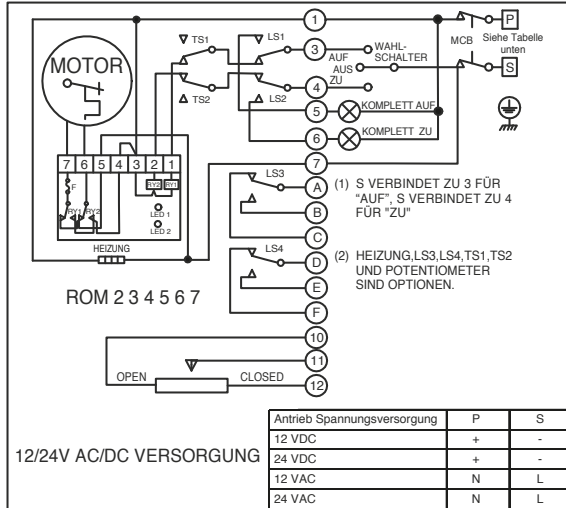 1
P
MCB
Siehe Tabelle
unten
S
TS1
LS1
3
WAHL-
SCHALTER
AUF
AUS
ZU
4
TS2
LS2
5
KOMPLETT AUF
6
KOMPLETT ZU
7
MOTOR
7 6 5 4 3 2 1
F
RY1
RY2
RY2
RY1
LED 1
LED 2
HEIZUNG
LS3
A
B
C
(1) S VERBINDET ZU 3 FÜR
“AUF”, S VERBINDET ZU 4
FÜR "ZU"
LS4
D
E
F
(2) HEIZUNG,LS3,LS4,TS1,TS2
UND POTENTIOMETER
SIND OPTIONEN.
ROM 2 3 4 5 6 7
10
11
12
OPEN
CLOSED
12/24V AC/DC VERSORGUNG
Antrieb Spannungsversorgung P S
12 VDC + -
24 VDC + -
12 VAC N L
24 VAC N L